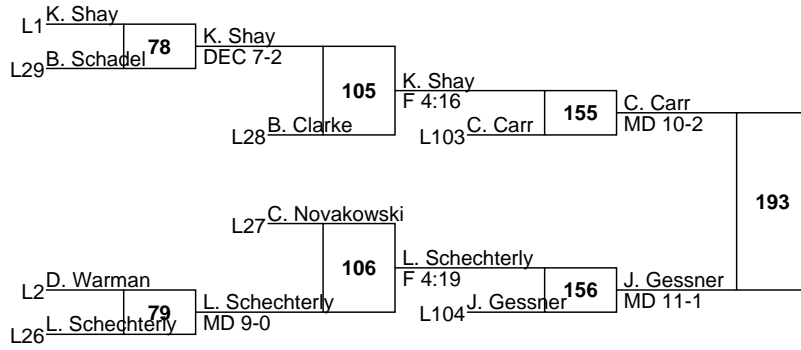 L1 K. Shay
78
L29 B. Schadel
K. Shay
DEC 7-2
105
L28 B. Clarke
K. Shay
F 4:16
155
L103 C. Carr
C. Carr
MD 10-2
193
L27 C. Novakowski
106
L2 D. Warman
79
L26 L. Schechterly
L. Schechterly
MD 9-0
L. Schechterly
F 4:19
156
L104 J. Gessner
J. Gessner
MD 11-1